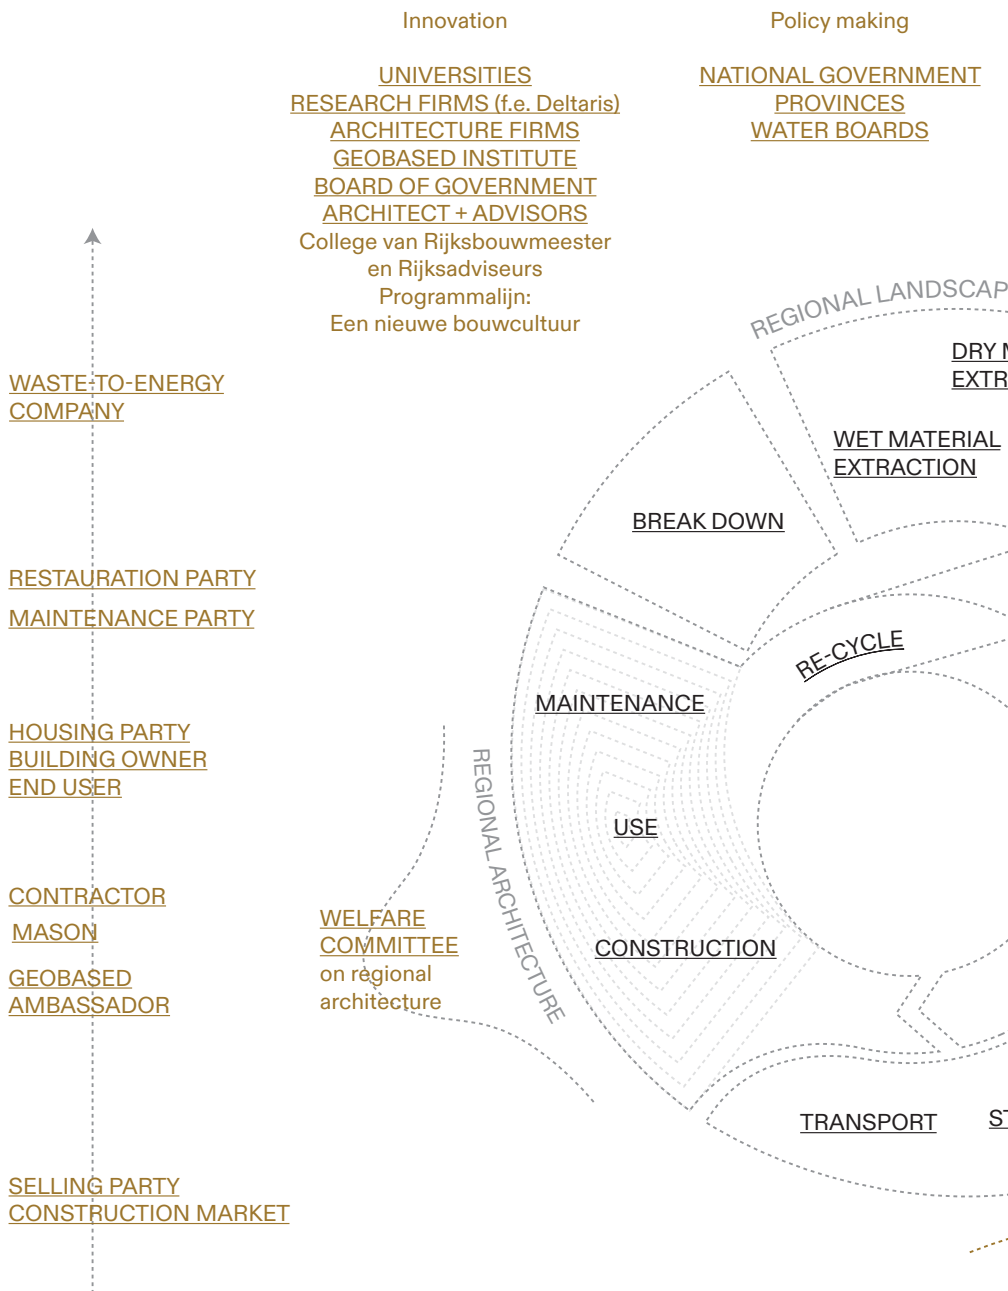 Innovation
UNIVERSITIES
RESEARCH FIRMS (f.e. Deltaris)
ARCHITECTURE FIRMS
GEOBASED INSTITUTE
BOARD OF GOVERNMENT
ARCHITECT + ADVISORS
College van Rijksbouwmeester
en Rijksadviseurs
Programmalijn:
Een nieuwe bouwcultuur
Policy making
NATIONAL GOVERNMENT
PROVINCES
WATER BOARDS
WASTE-TO-ENERGY
COMPANY
RESTAURATION PARTY
MAINTENANCE PARTY
HOUSING PARTY
BUILDING OWNER
END USER
CONTRACTOR
MASON
GEOBASED
AMBASSADOR
SELLING PARTY
CONSTRUCTION MARKET
WELFARE
COMMITTEE
on regional
architecture
REGIONAL ARCHITECTURE
REGIONAL LANDSCAP
DRY M
EXTR
WET MATERIAL
EXTRACTION
BREAK DOWN
RE-CYCLE
MAINTENANCE
USE
CONSTRUCTION
TRANSPORT
ST